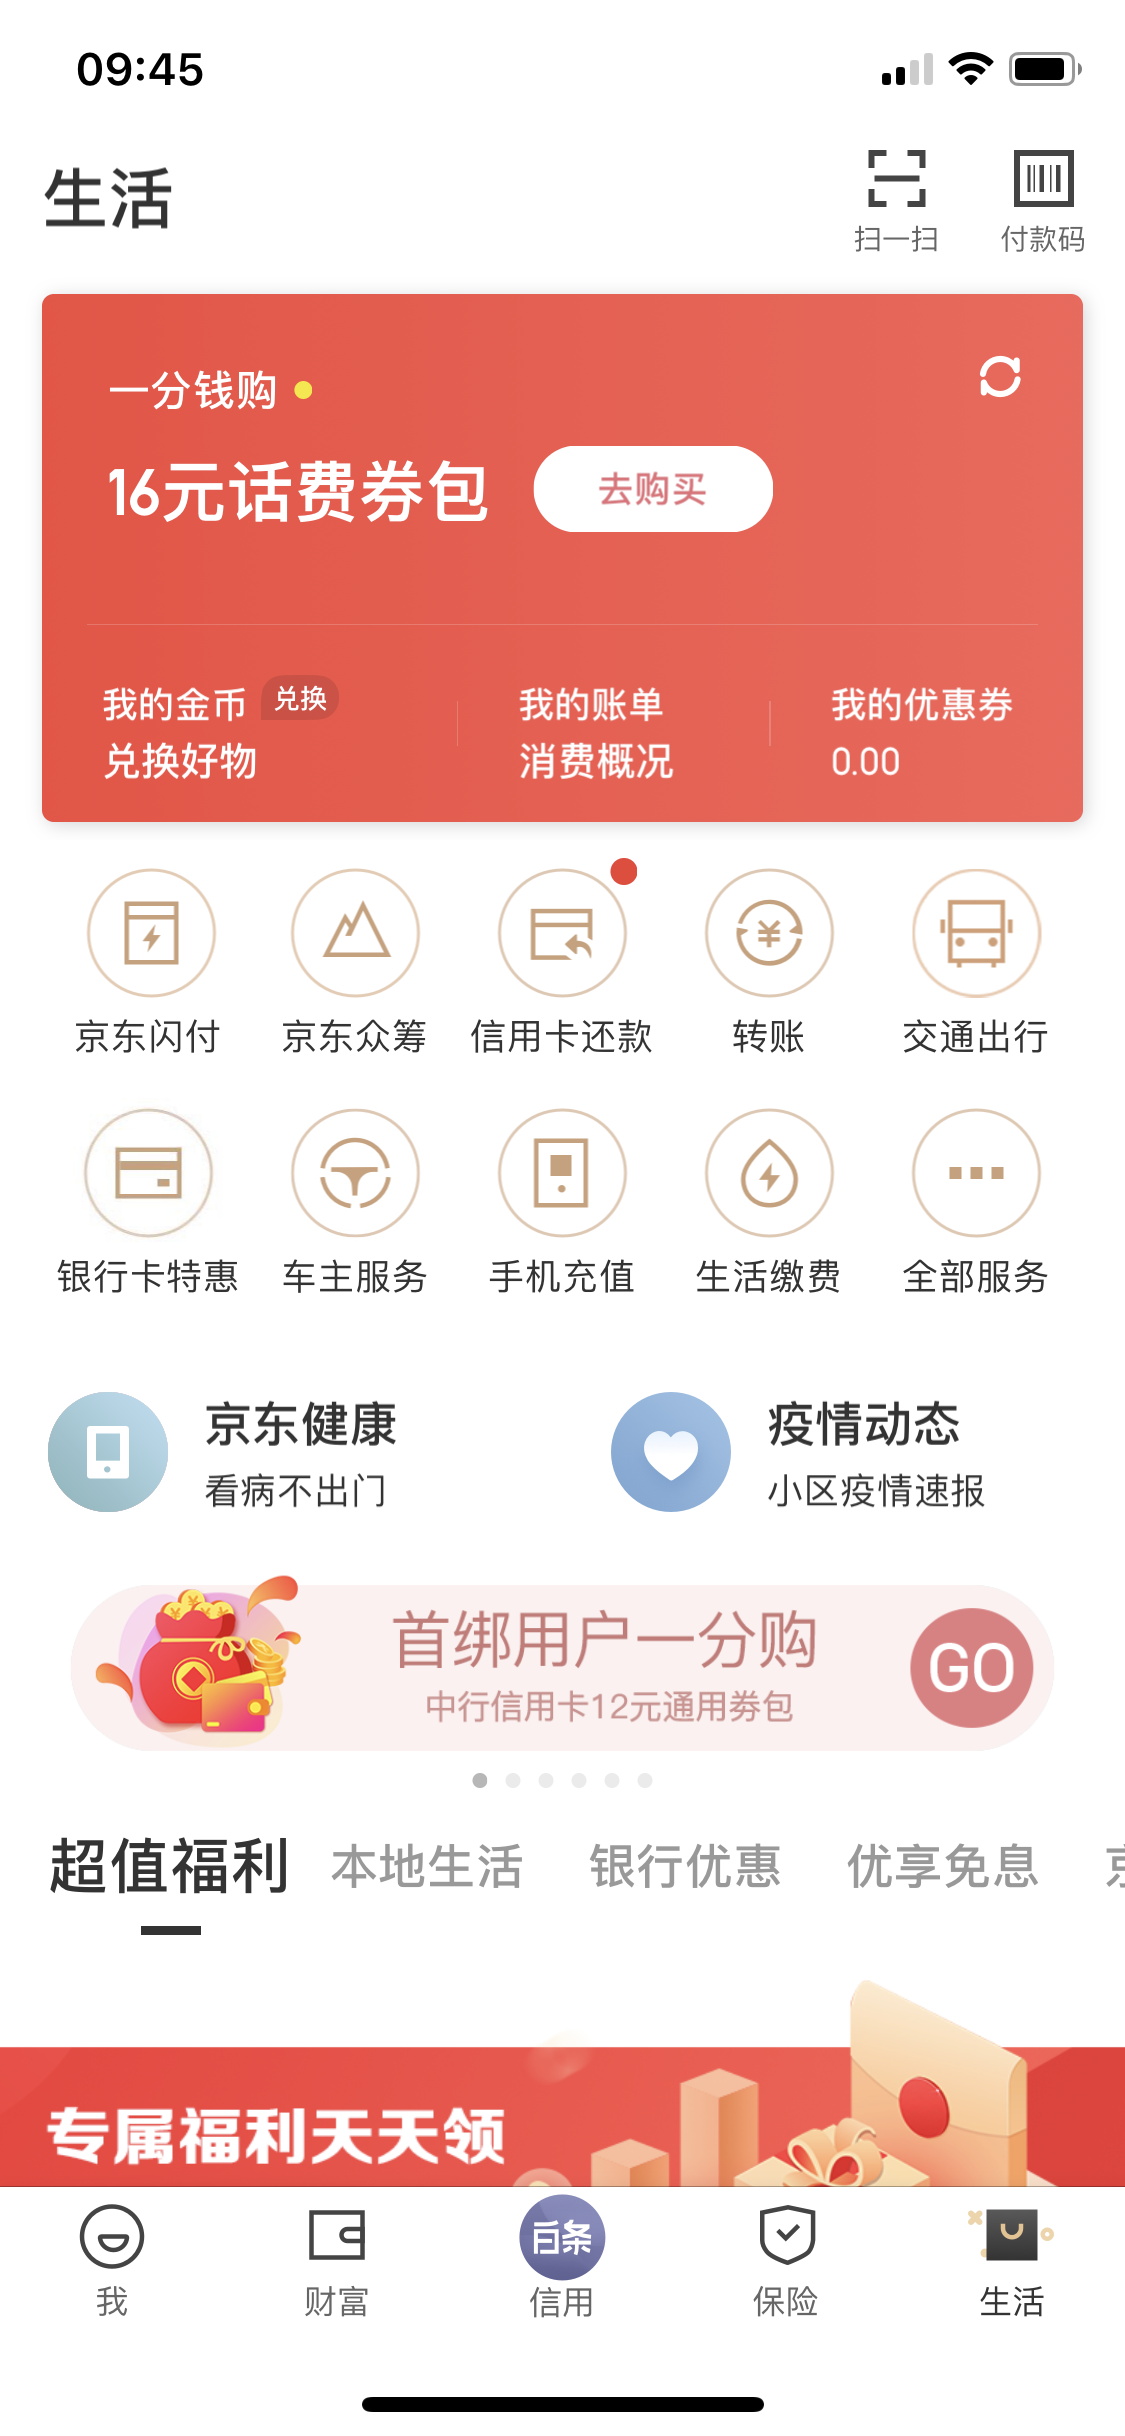 09:45
生活
扫一扫
付款码
一分钱购
16元话费券包
去购买
我的金币
兑换
兑换好物
我的账单
消费概况
我的优惠券
0.00
京东闪付
京东众筹
信用卡还款
转账
交通出行
银行卡特惠
车主服务
手机充值
生活缴费
全部服务
京东健康
看病不出门
疫情动态
小区疫情速报
首绑用户一分购
中行信用卡12元通用券包
GO
超值福利
本地生活
银行优惠
优享免息
专属福利天天领
我
财富
白条
信用
保险
生活